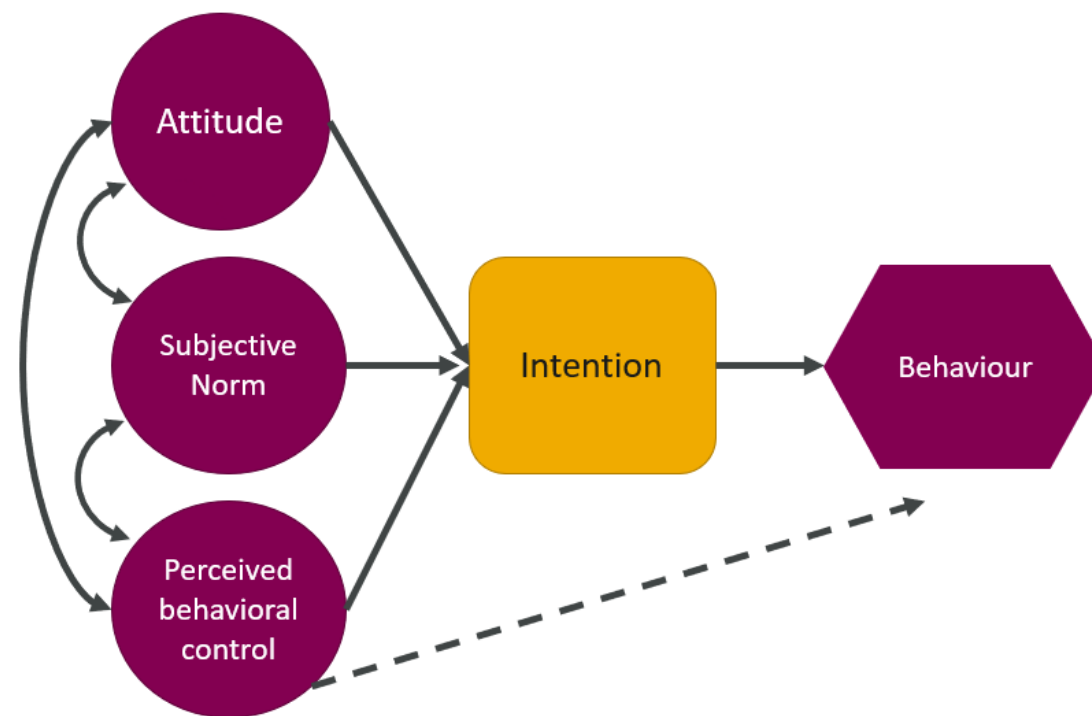 Attitude
Subjective
Norm
Perceived
behavioral
control
Intention
Behaviour